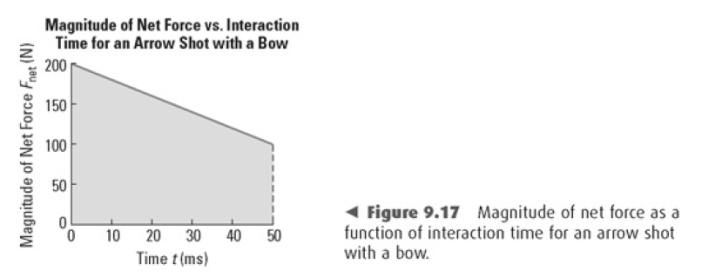 Magnitude of Net Force vs. Interaction
Time for an Arrow Shot with a Bow
Magnitude of Net Force Fnet (N)
200
150
100
50
0
0 10 20 30 40 50
Time t (ms)
◄ Figure 9.17 Magnitude of net force as a
function of interaction time for an arrow shot
with a bow.